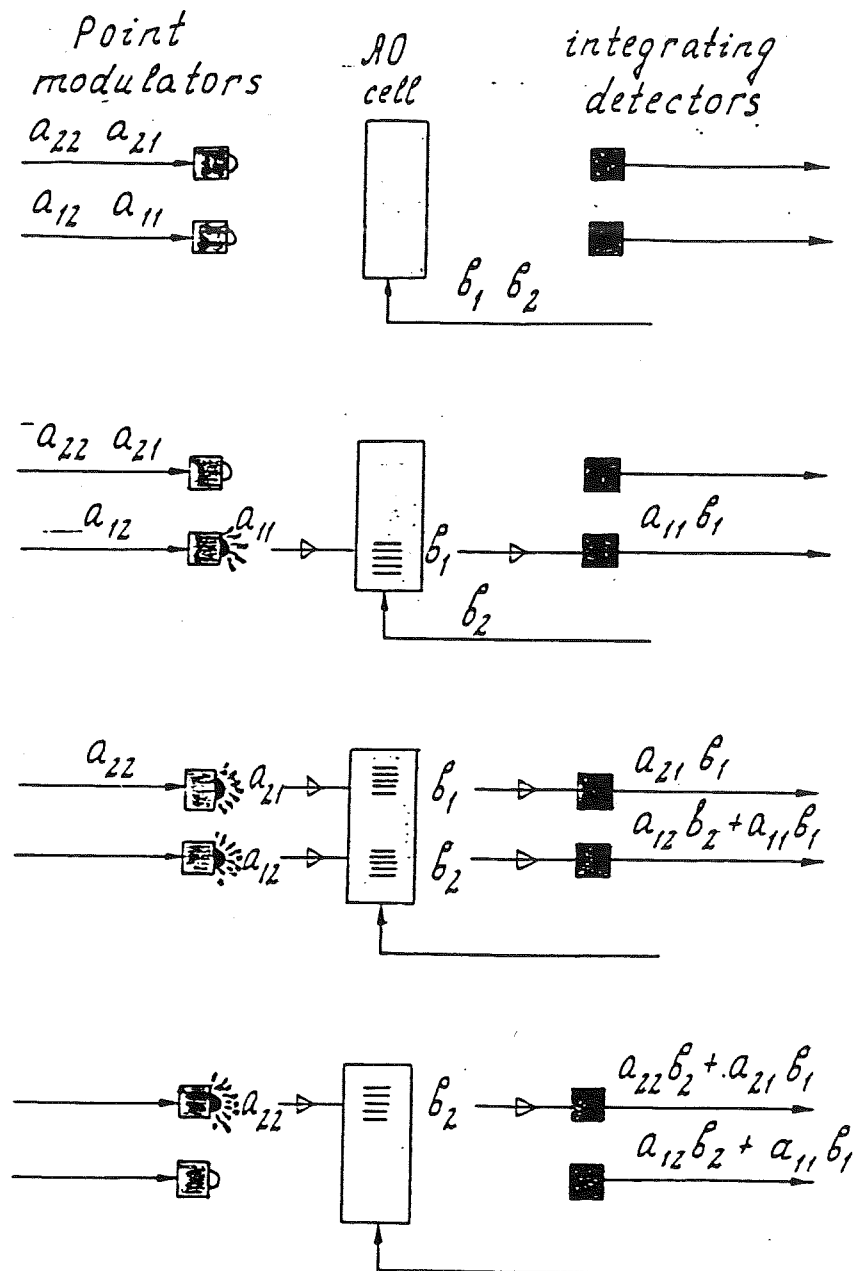 Point modulators
AO cell
integrating detectors
a₂₂ a₂₁
a₁₂ a₁₁
b₁ b₂
a₂₂ a₂₁
a₁₂ a₁₁ b₁ a₁₁ b₁
b₂
a₂₂ a₂₁ b₁ a₂₁ b₁
a₁₂ b₂ a₁₂ b₂ + a₁₁ b₁
a₂₂ b₂ a₂₂ b₂ + a₂₁ b₁
a₁₂ b₂ + a₁₁ b₁